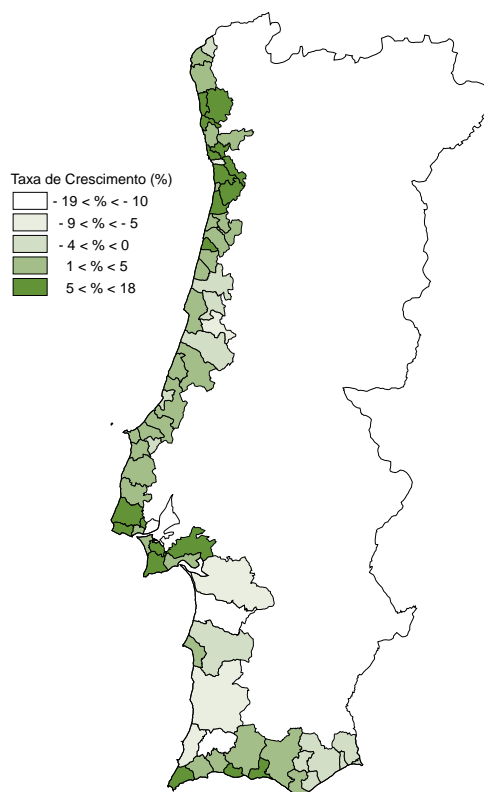 Taxa de Crescimento (%)
- 19 < % < - 10
- 9 < % < - 5
- 4 < % < 0
1 < % < 5
5 < % < 18